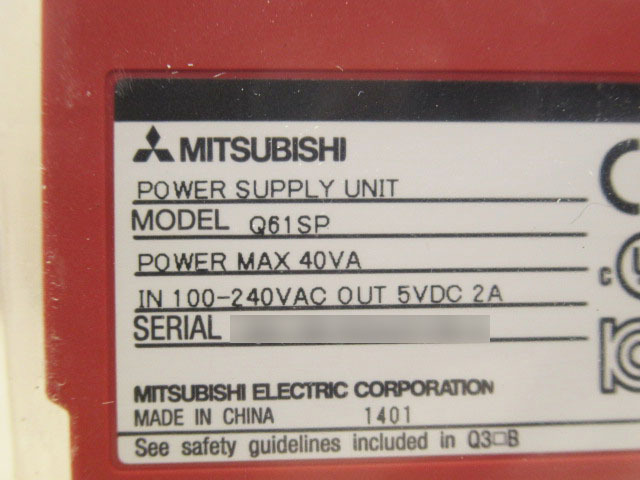 MITSUBISHI
POWER SUPPLY UNIT
MODEL Q61SP
POWER MAX 40VA
IN 100-240VAC OUT 5VDC 2A
SERIAL
MITSUBISHI ELECTRIC CORPORATION
MADE IN CHINA 1401
See safety guidelines included in Q3□B